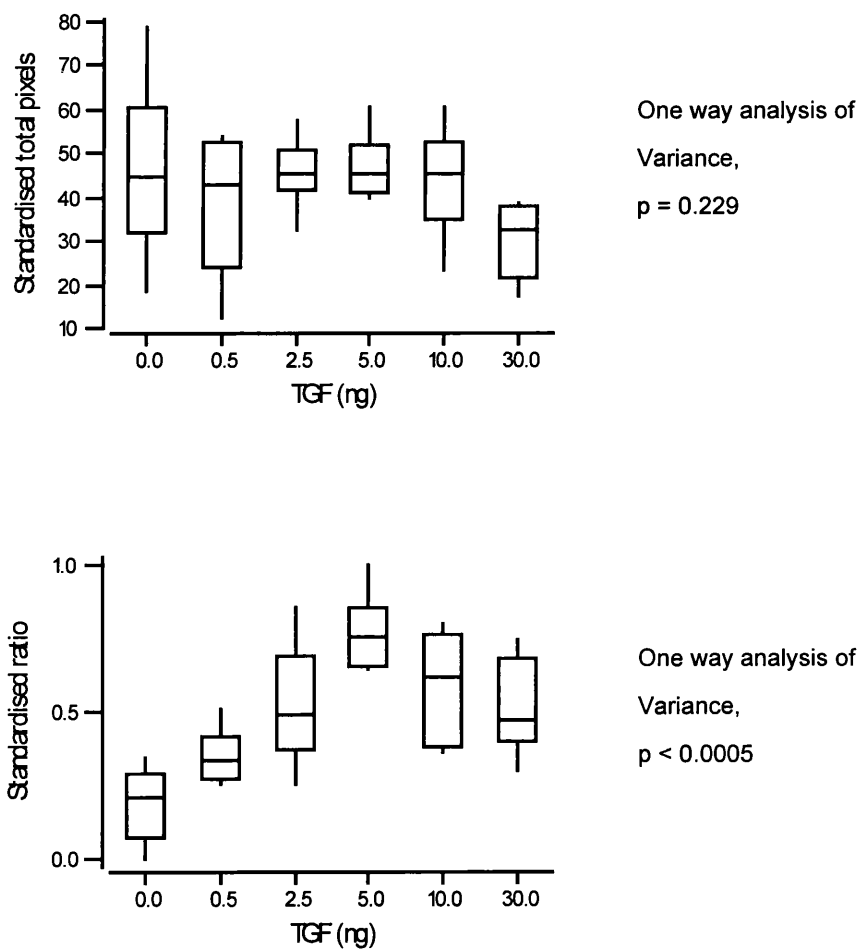 80
70
60
50
40
30
20
10
Standardised total pixels
0.0 0.5 2.5 5.0 10.0 30.0
TGF (ng)
One way analysis of
Variance,
p = 0.229
1.0
0.5
0.0
Standardised ratio
0.0 0.5 2.5 5.0 10.0 30.0
TGF (ng)
One way analysis of
Variance,
p < 0.0005